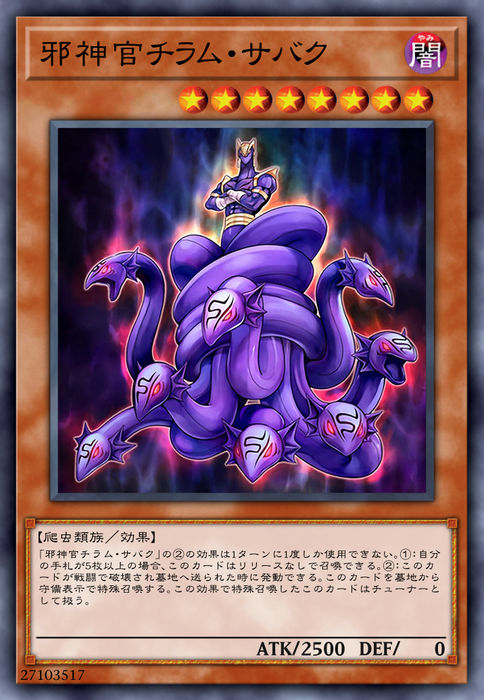 邪神官チラム・サバク
やみ
闇
【爬虫類族／効果】
「邪神官チラム・サバク」の②の効果は1ターンに1度しか使用できない。①：自分
の手札が5枚以上の場合、このカードはリリースなしで召喚できる。②：このカ
ードが戦闘で破壊され墓地へ送られた時に発動できる。このカードを墓地から
守備表示で特殊召喚する。この効果で特殊召喚したこのカードはチューナーと
して扱う。
ATK/2500 DEF/ 0
27103517